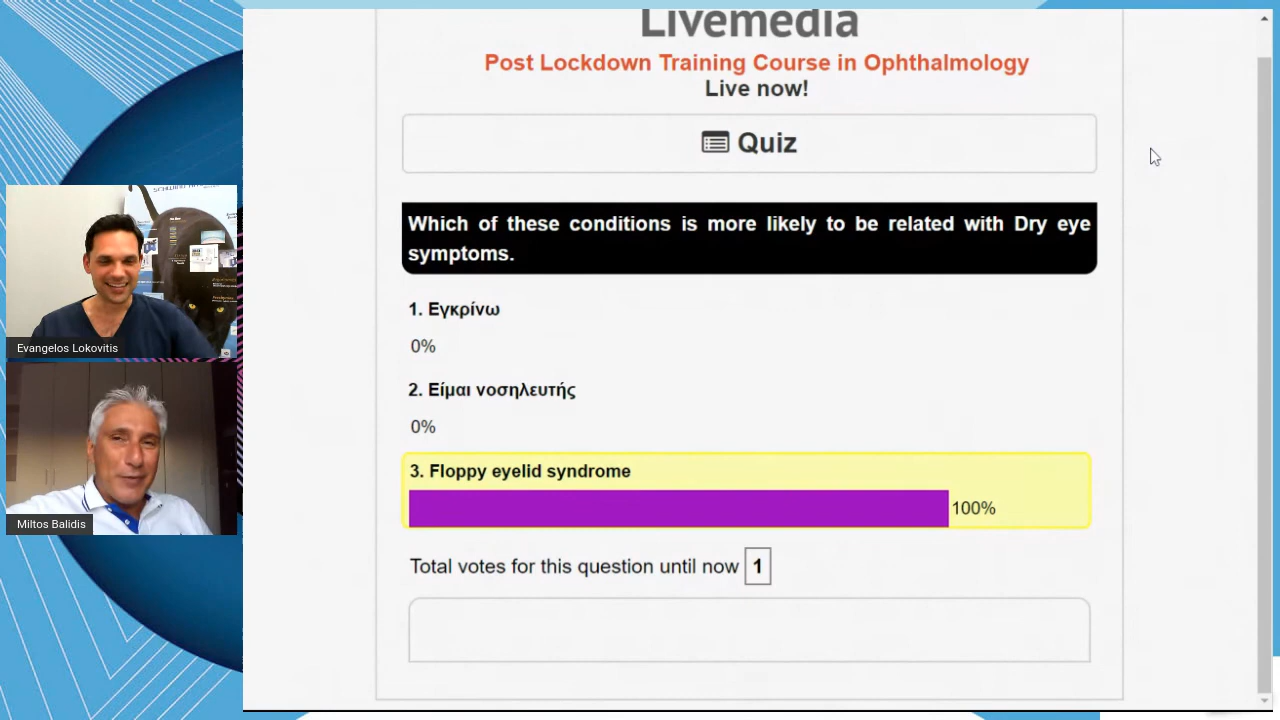 Livemedia
Post Lockdown Training Course in Ophthalmology
Live now!
Quiz
Which of these conditions is more likely to be related with Dry eye
symptoms.
1. Εγκρίνω
0%
2. Είμαι νοσηλευτής
0%
3. Floppy eyelid syndrome
100%
Total votes for this question until now 1
Evangelos Lokovitis
Miltos Balidis